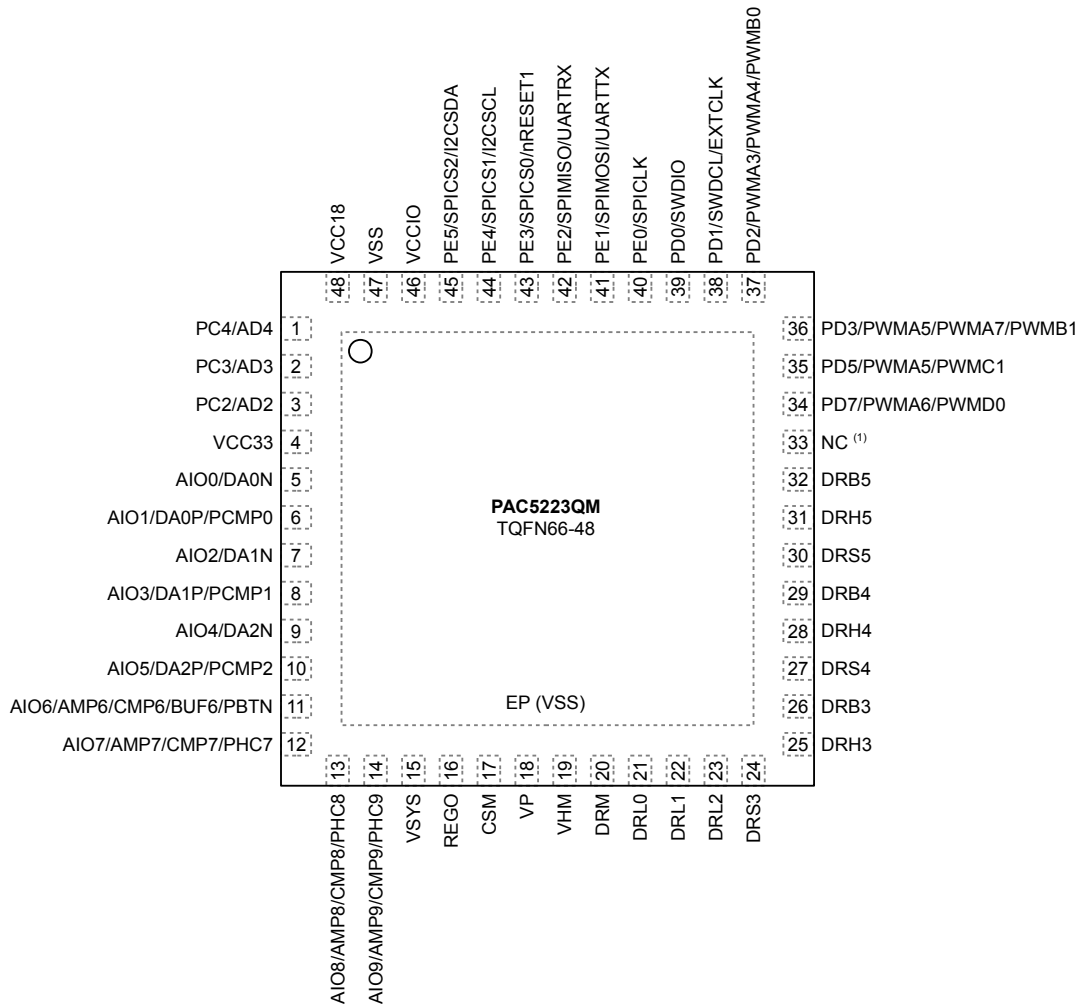 VCC18
VSS
VCCIO
PE5/SPICS2/I2CSDA
PE4/SPICS1/I2CSCL
PE3/SPICS0/nRESET1
PE2/SPIMISO/UARTRX
PE1/SPIMOSI/UARTTX
PE0/SPICLK
PD0/SWDIO
PD1/SWDCL/EXTCLK
PD2/PWMA3/PWMA4/PWMB0
48
47
46
45
44
43
42
41
40
39
38
37
PC4/AD4 1
PC3/AD3 2
PC2/AD2 3
VCC33 4
AIO0/DA0N 5
AIO1/DA0P/PCMP0 6
AIO2/DA1N 7
AIO3/DA1P/PCMP1 8
AIO4/DA2N 9
AIO5/DA2P/PCMP2 10
AIO6/AMP6/CMP6/BUF6/PBTN 11
AIO7/AMP7/CMP7/PHC7 12
PAC5223QM
TQFN66-48
EP (VSS)
36 PD3/PWMA5/PWMA7/PWMB1
35 PD5/PWMA5/PWMC1
34 PD7/PWMA6/PWMD0
33 NC (1)
32 DRB5
31 DRH5
30 DRS5
29 DRB4
28 DRH4
27 DRS4
26 DRB3
25 DRH3
13
14
15
16
17
18
19
20
21
22
23
24
AIO8/AMP8/CMP8/PHC8
AIO9/AMP9/CMP9/PHC9
VSYS
REGO
CSM
VP
VHM
DRM
DRL0
DRL1
DRL2
DRS3